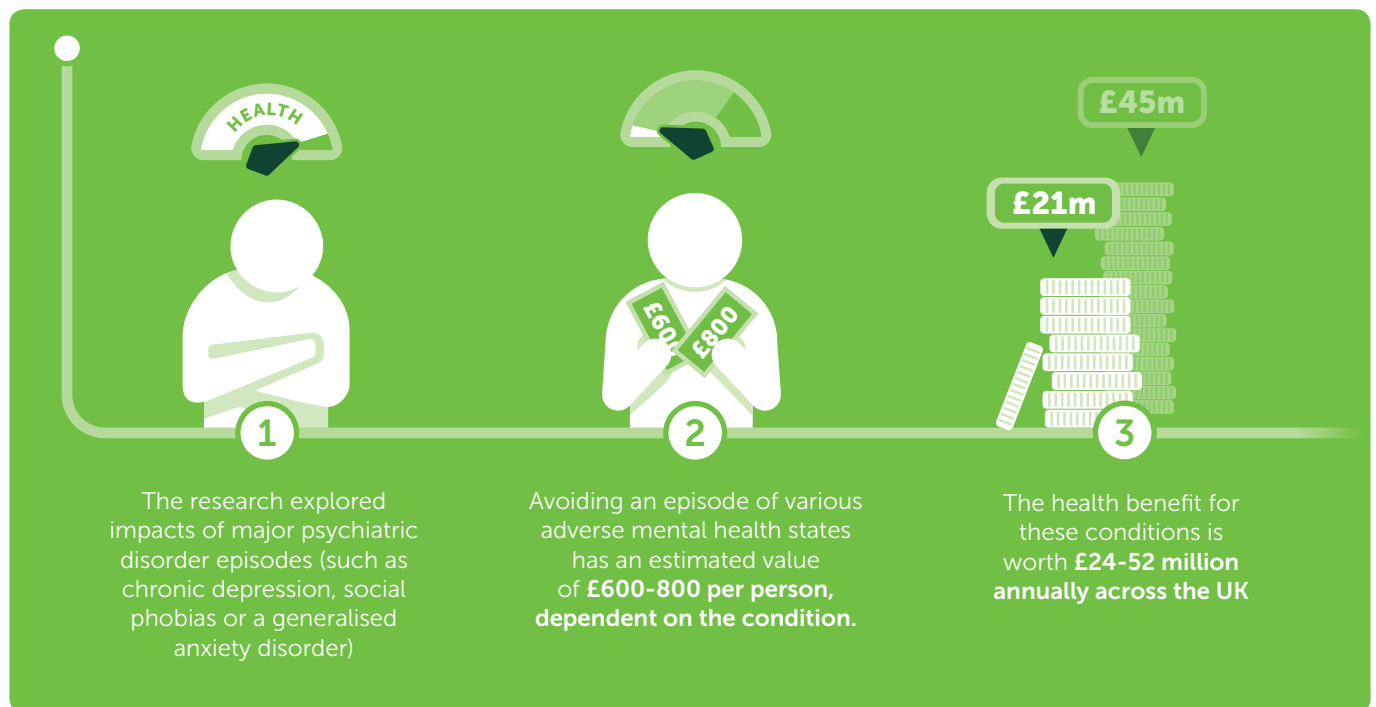 HEALTH
1
The research explored
impacts of major psychiatric
disorder episodes (such as
chronic depression, social
phobias or a generalised
anxiety disorder)
£60
£800
2
Avoiding an episode of various
adverse mental health states
has an estimated value
of £600-800 per person,
dependent on the condition.
£45m
£21m
3
The health benefit for
these conditions is
worth £24-52 million
annually across the UK